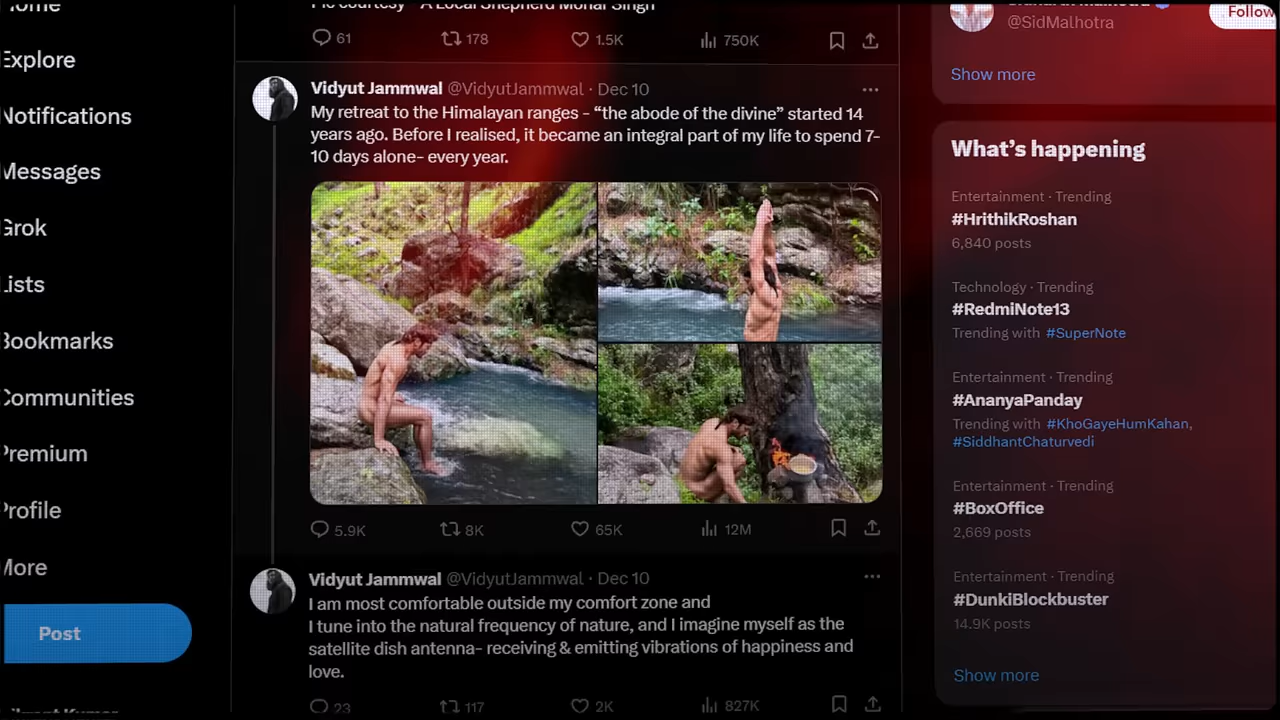 Explore
Notifications
Messages
Grok
Lists
Bookmarks
Communities
Premium
Profile
More
Post
Pic courtesy - A Local Shepherd Mohar Singh
61 178 1.5K 750K
Vidyut Jammwal @VidyutJammwal · Dec 10
My retreat to the Himalayan ranges - “the abode of the divine” started 14
years ago. Before I realised, it became an integral part of my life to spend 7-
10 days alone- every year.
5.9K 8K 65K 12M
Vidyut Jammwal @VidyutJammwal · Dec 10
I am most comfortable outside my comfort zone and
I tune into the natural frequency of nature, and I imagine myself as the
satellite dish antenna- receiving & emitting vibrations of happiness and
love.
23 117 2K 827K
@SidMalhotra
Follow
Show more
What’s happening
Entertainment · Trending
#HrithikRoshan
6,840 posts
Technology · Trending
#RedmiNote13
Trending with #SuperNote
Entertainment · Trending
#AnanyaPanday
Trending with #KhoGayeHumKahan,
#SiddhantChaturvedi
Entertainment · Trending
#BoxOffice
2,669 posts
Entertainment · Trending
#DunkiBlockbuster
14.9K posts
Show more